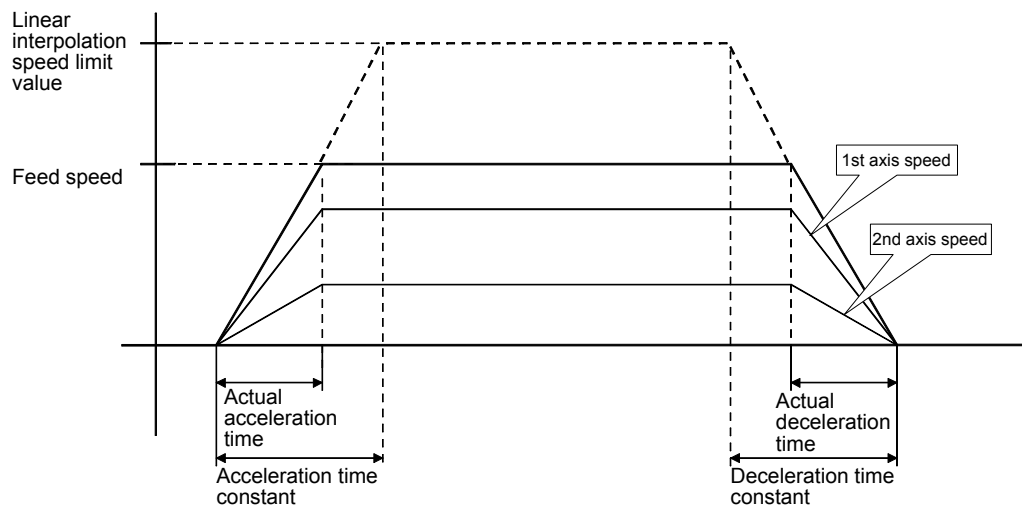 Linear
interpolation
speed limit
value
Feed speed
1st axis speed
2nd axis speed
Actual
acceleration
time
Actual
deceleration
time
Acceleration time
constant
Deceleration time
constant